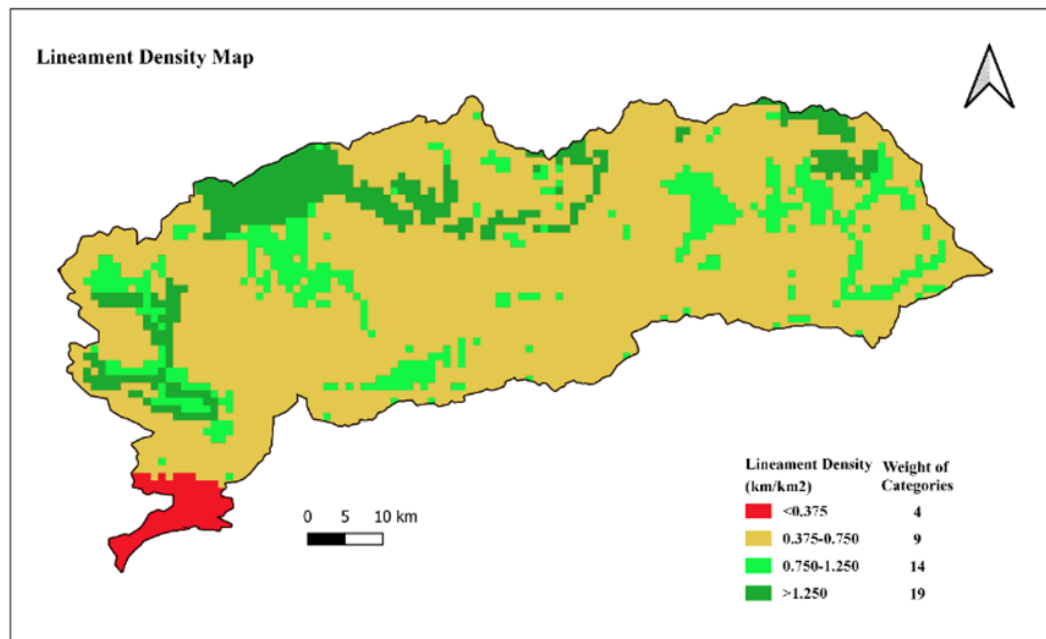 Lineament Density Map
0 5 10 km
Lineament Density Weight of
(km/km2) Categories
<0.375 4
0.375-0.750 9
0.750-1.250 14
>1.250 19